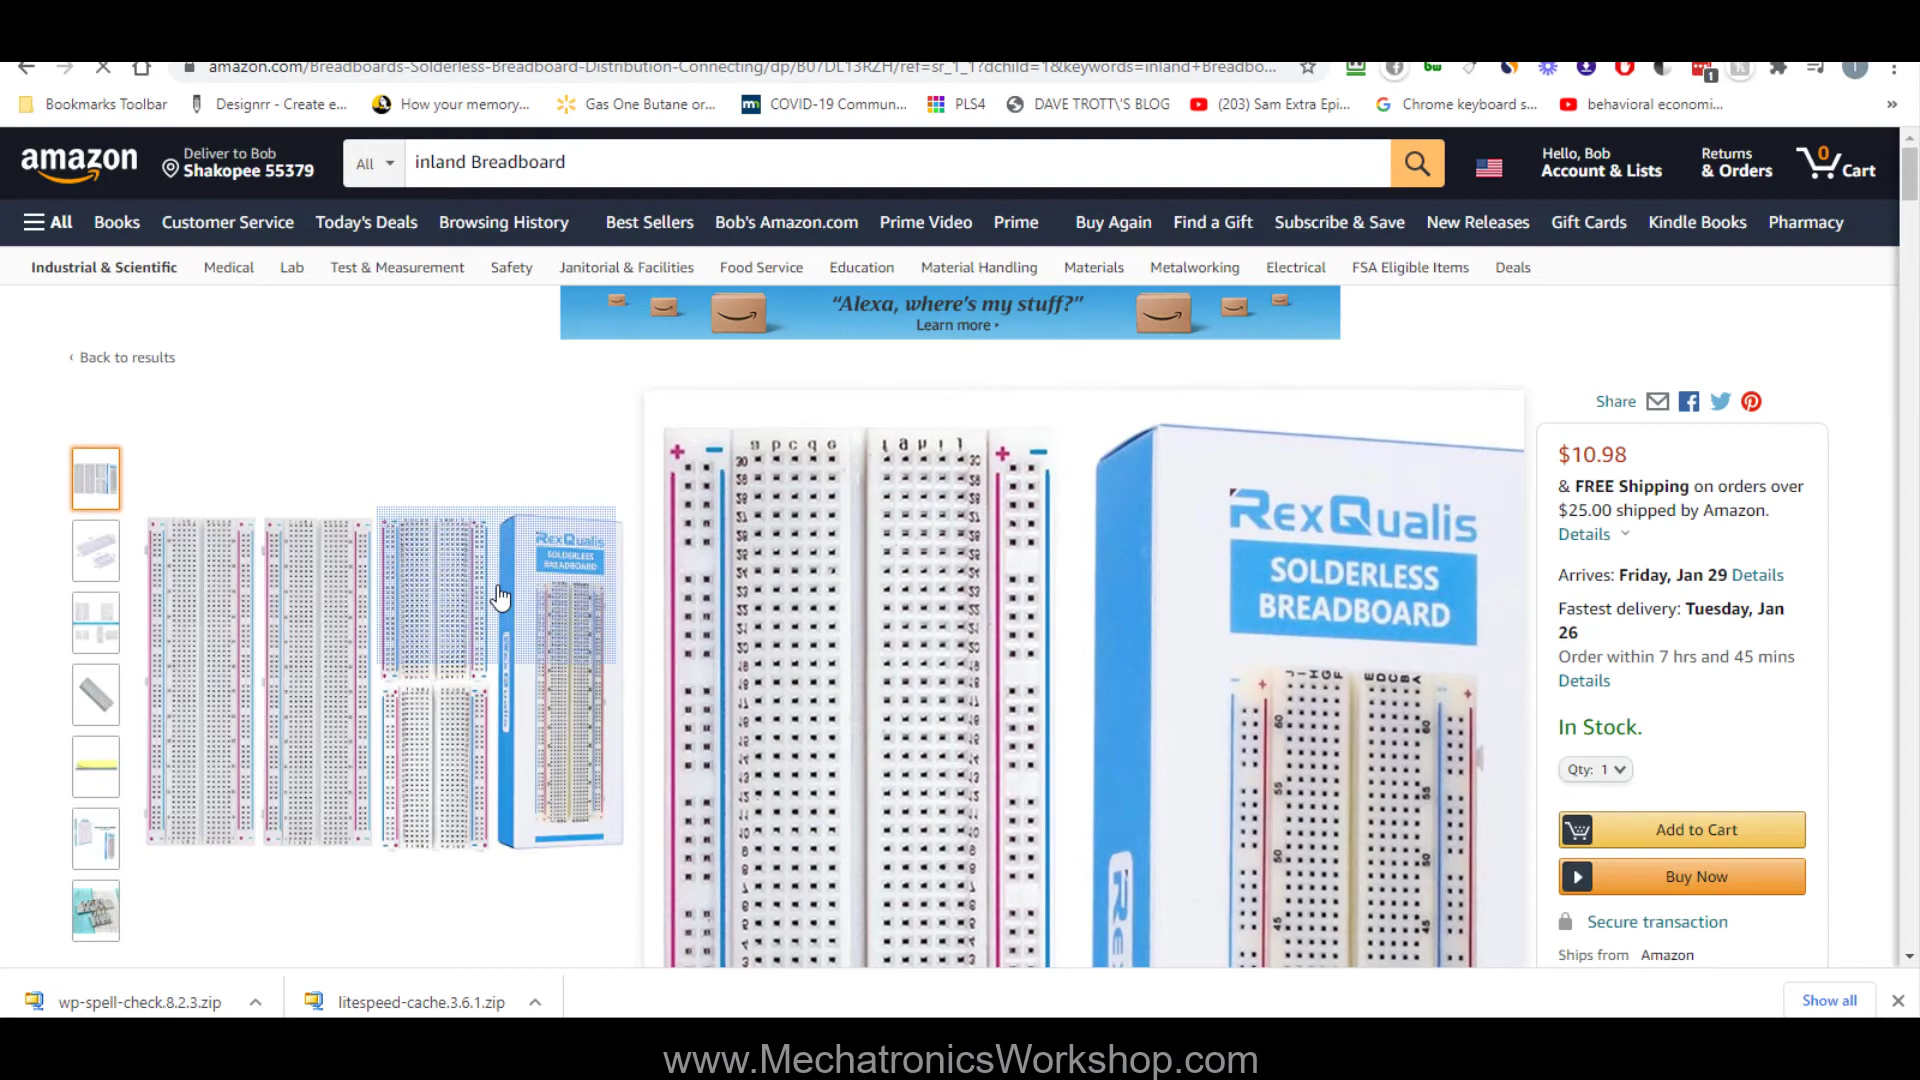 amazon.com/Breadboards-Solderless-Breadboard-Distribution-Connecting/dp/B07DL13RZH/ref=sr_1_1?dchild=1&keywords=inland+Breadbo...
Bookmarks Toolbar
Designrr - Create e...
How your memory...
Gas One Butane or...
COVID-19 Commun...
PLS4
DAVE TROTT\'S BLOG
(203) Sam Extra Epi...
Chrome keyboard s...
behavioral economi...
»
amazon
Deliver to Bob
Shakopee 55379
All
inland Breadboard
Hello, Bob
Account & Lists
Returns
& Orders
0
Cart
All
Books
Customer Service
Today's Deals
Browsing History
Best Sellers
Bob's Amazon.com
Prime Video
Prime
Buy Again
Find a Gift
Subscribe & Save
New Releases
Gift Cards
Kindle Books
Pharmacy
Industrial & Scientific
Medical
Lab
Test & Measurement
Safety
Janitorial & Facilities
Food Service
Education
Material Handling
Materials
Metalworking
Electrical
FSA Eligible Items
Deals
“Alexa, where’s my stuff?”
Learn more ▸
‹ Back to results
RexQualis
SOLDERLESS
BREADBOARD
RexQualis
SOLDERLESS
BREADBOARD
Share
$10.98
& FREE Shipping on orders over
$25.00 shipped by Amazon.
Details
Arrives: Friday, Jan 29 Details
Fastest delivery: Tuesday, Jan
26
Order within 7 hrs and 45 mins
Details
In Stock.
Qty: 1
Add to Cart
Buy Now
Secure transaction
Ships from Amazon
wp-spell-check.8.2.3.zip
litespeed-cache.3.6.1.zip
Show all
www.MechatronicsWorkshop.com